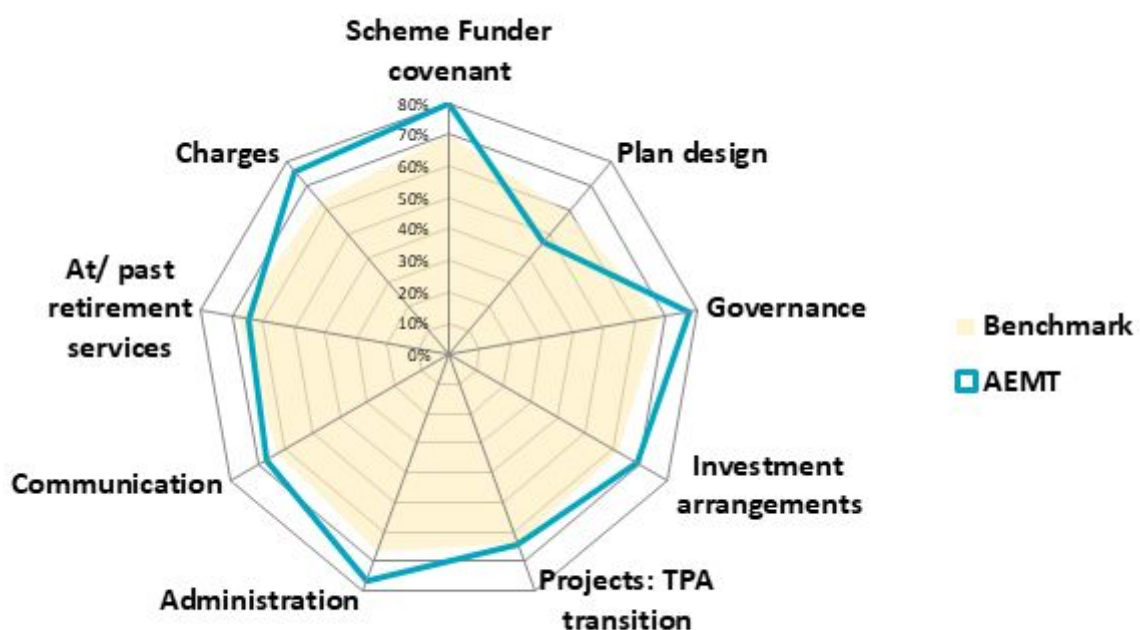 Scheme Funder
covenant
80%
70%
60%
50%
40%
30%
20%
10%
0%
Plan design
Governance
Investment
arrangements
Projects: TPA
transition
Administration
Communication
At/ past
retirement
services
Charges
Benchmark
AEMT